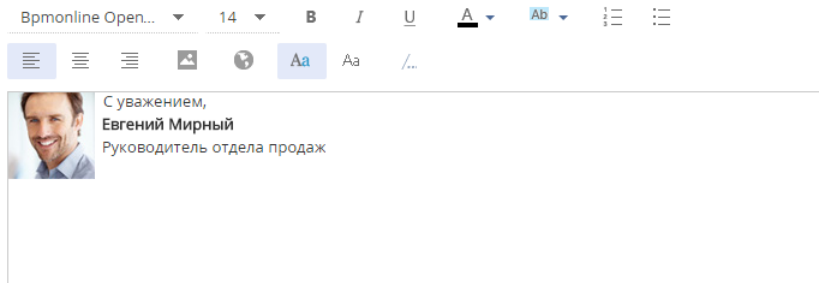 Bpmonline Open... 14 B I U A Ab
Aa Aa /...
С уважением,
Евгений Мирный
Руководитель отдела продаж